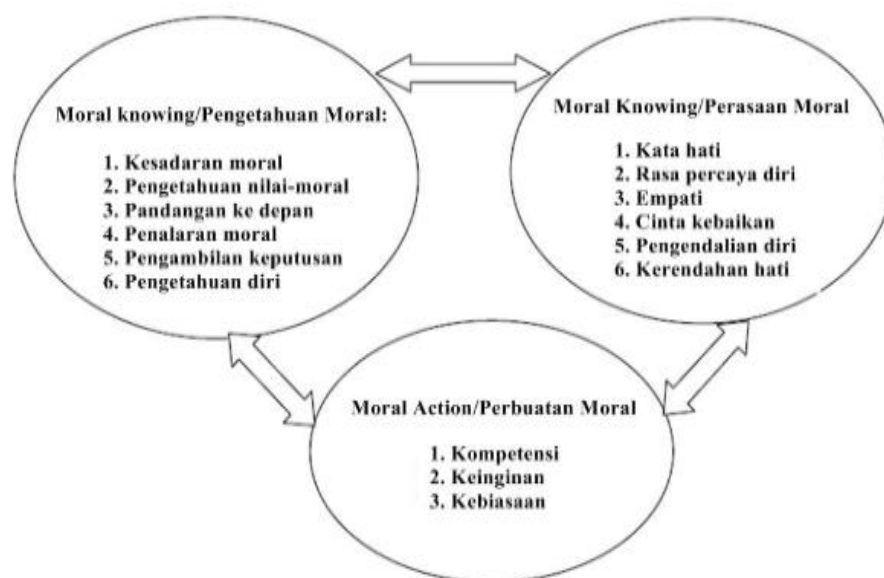 Moral knowing/Pengetahuan Moral:
1. Kesadaran moral
2. Pengetahuan nilai-moral
3. Pandangan ke depan
4. Penalaran moral
5. Pengambilan keputusan
6. Pengetahuan diri
Moral Knowing/Perasaan Moral
1. Kata hati
2. Rasa percaya diri
3. Empati
4. Cinta kebaikan
5. Pengendalian diri
6. Kerendahan hati
Moral Action/Perbuatan Moral
1. Kompetensi
2. Keinginan
3. Kebiasaan